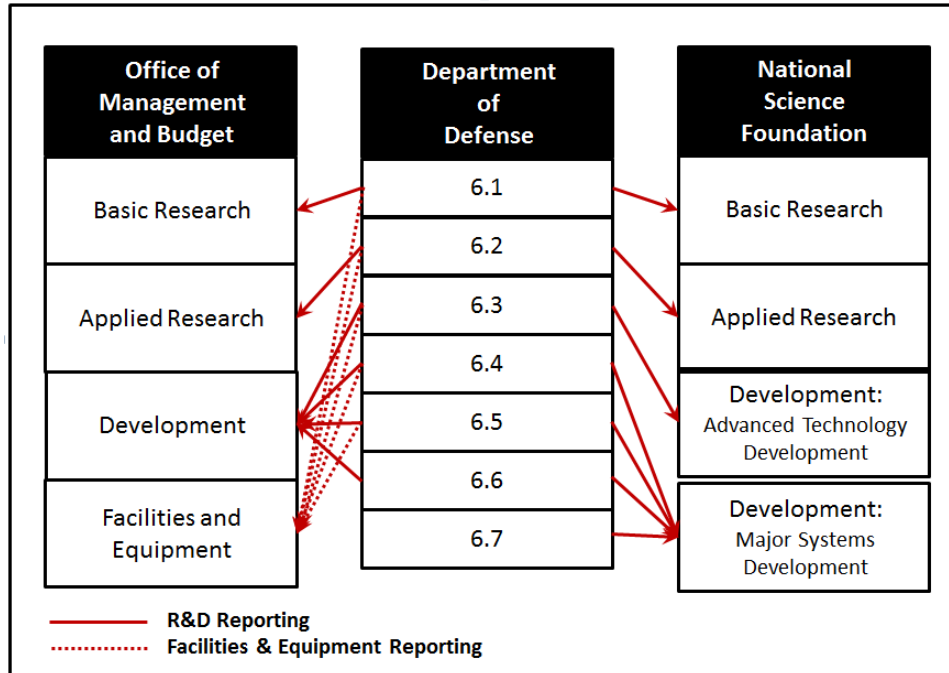 Office of
Management
and Budget
Basic Research
Applied Research
Development
Facilities and
Equipment
Department
of
Defense
6.1
6.2
6.3
6.4
6.5
6.6
6.7
National
Science
Foundation
Basic Research
Applied Research
Development:
Advanced Technology
Development
Development:
Major Systems
Development
R&D Reporting
Facilities & Equipment Reporting